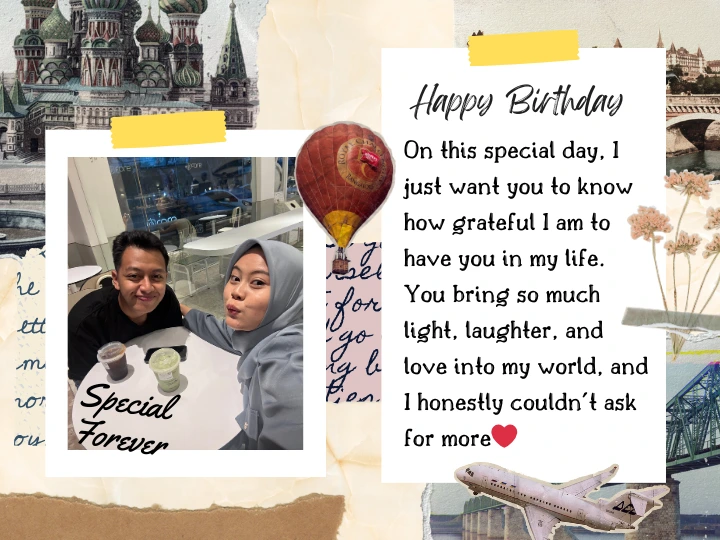 Happy Birthday
On this special day, I
just want you to know
how grateful I am to
have you in my life.
You bring so much
light, laughter, and
love into my world, and
I honestly couldn't ask
for more❤️
Special
Forever